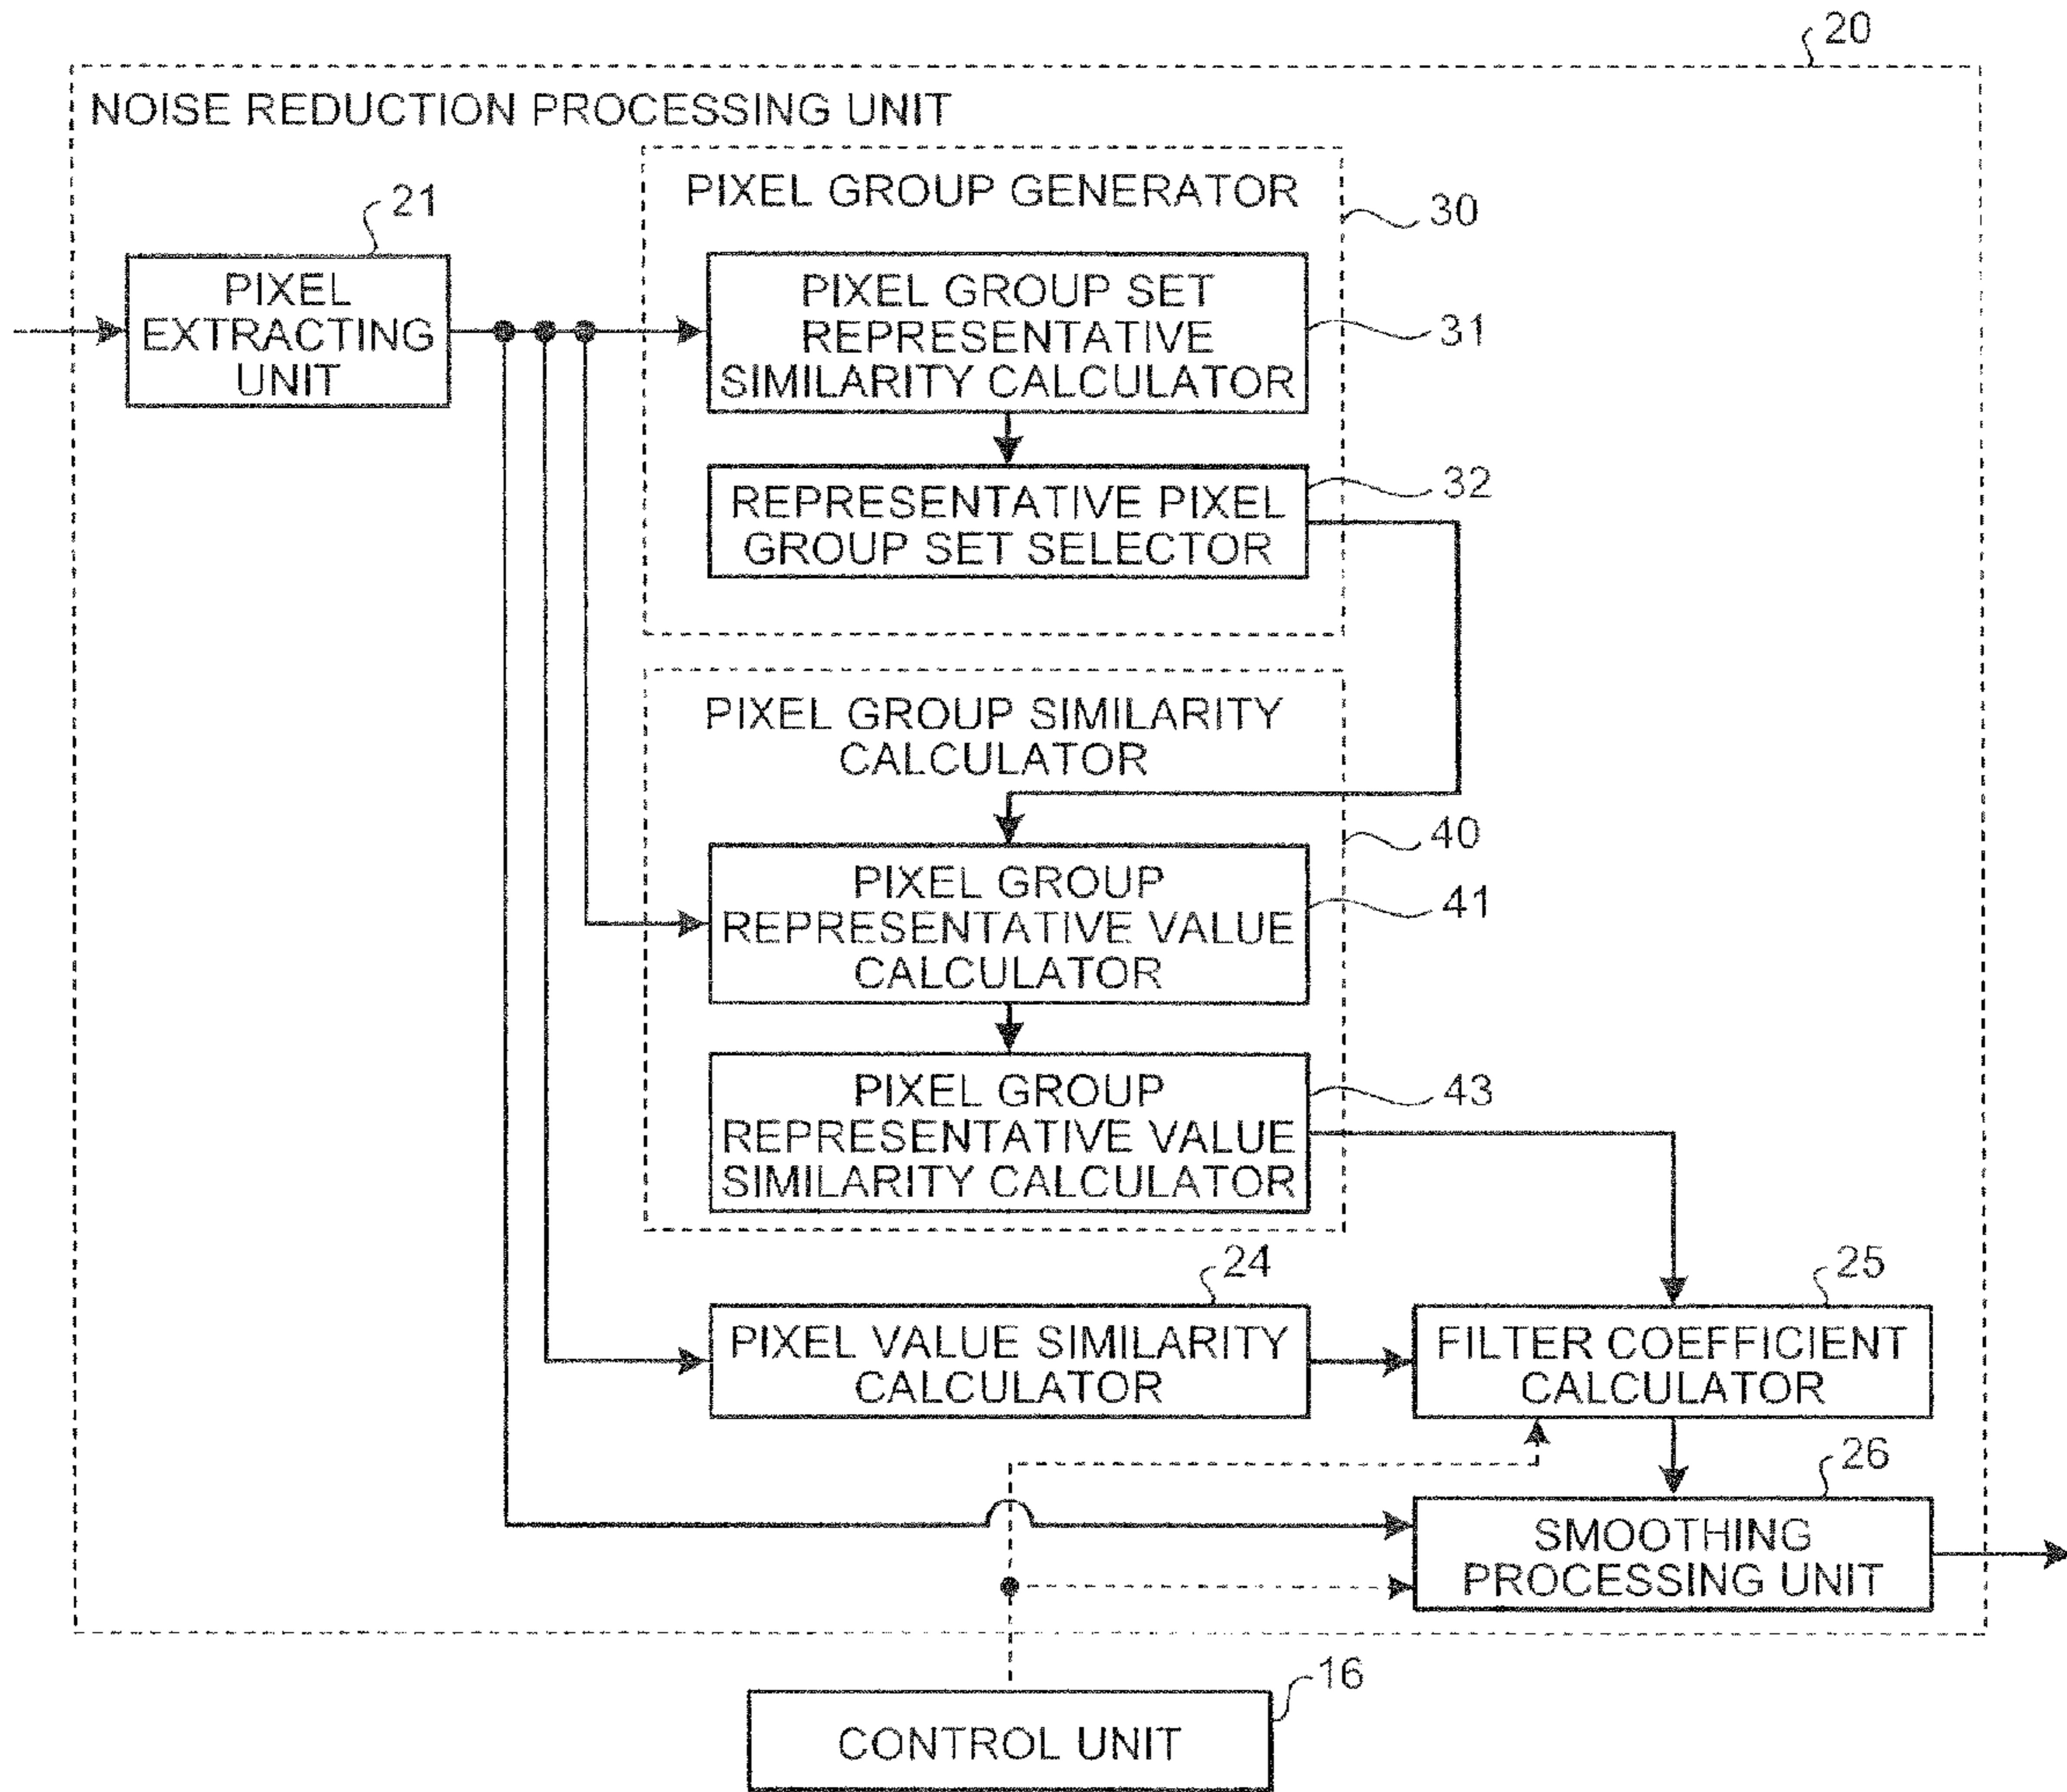 20
NOISE REDUCTION PROCESSING UNIT
21
PIXEL
EXTRACTING
UNIT
PIXEL GROUP GENERATOR
30
PIXEL GROUP SET
REPRESENTATIVE
SIMILARITY CALCULATOR
31
REPRESENTATIVE PIXEL
GROUP SET SELECTOR
32
PIXEL GROUP SIMILARITY
CALCULATOR
40
PIXEL GROUP
REPRESENTATIVE VALUE
CALCULATOR
41
PIXEL GROUP
REPRESENTATIVE VALUE
SIMILARITY CALCULATOR
43
24
PIXEL VALUE SIMILARITY
CALCULATOR
25
FILTER COEFFICIENT
CALCULATOR
26
SMOOTHING
PROCESSING UNIT
16
CONTROL UNIT